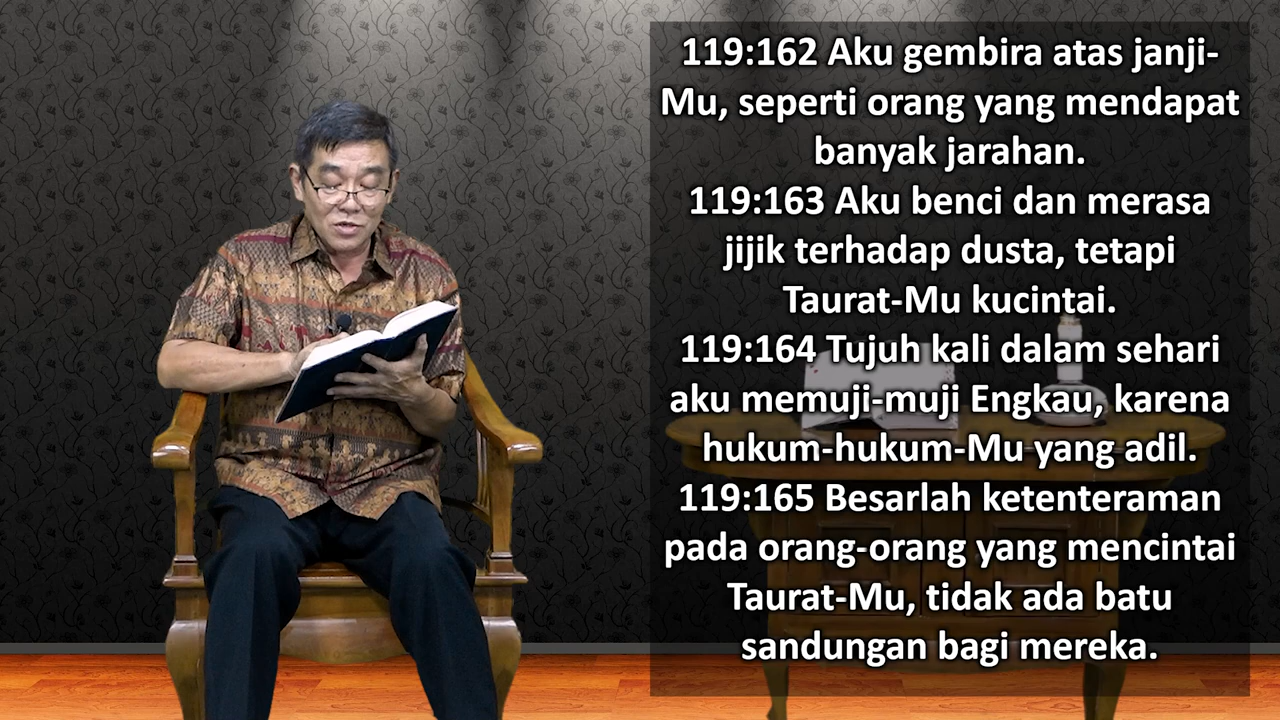 119:162 Aku gembira atas janji-
Mu, seperti orang yang mendapat
banyak jarahan.
119:163 Aku benci dan merasa
jijik terhadap dusta, tetapi
Taurat-Mu kucintai.
119:164 Tujuh kali dalam sehari
aku memuji-muji Engkau, karena
hukum-hukum-Mu yang adil.
119:165 Besarlah ketenteraman
pada orang-orang yang mencintai
Taurat-Mu, tidak ada batu
sandungan bagi mereka.